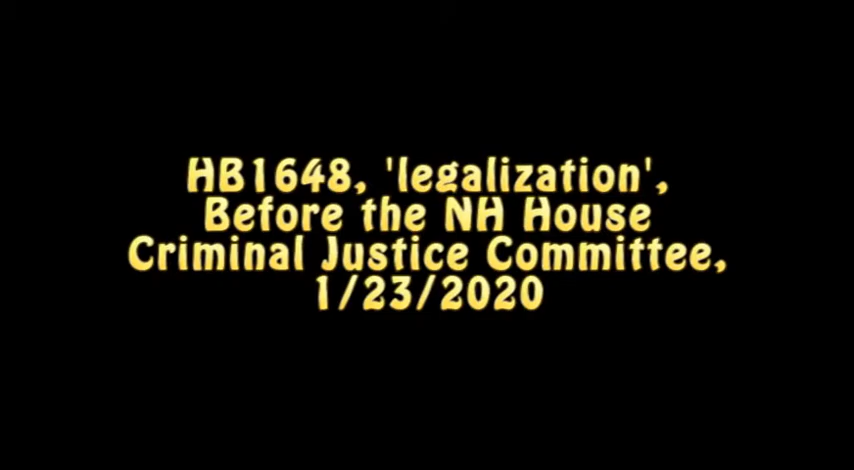 HB1648, 'legalization',
Before the NH House
Criminal Justice Committee,
1/23/2020